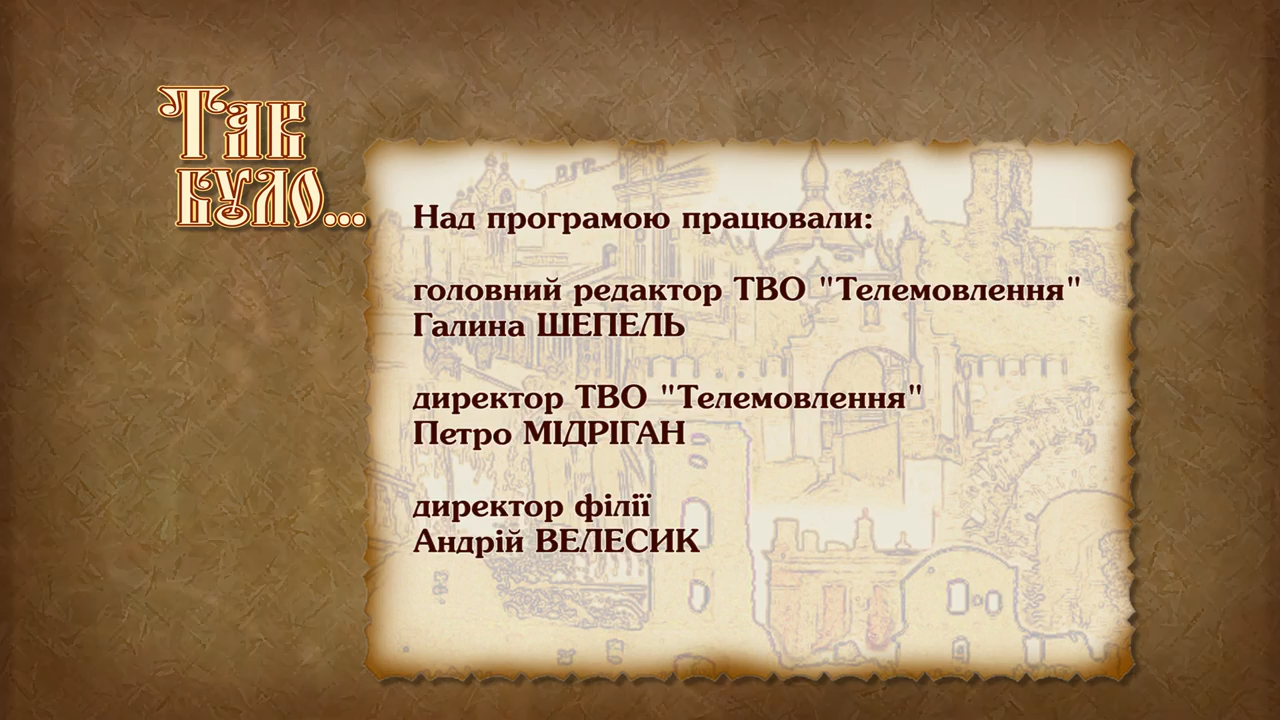 Так
було...
Над програмою працювали:
головний редактор ТВО "Телемовлення"
Галина ШЕПЕЛЬ
директор ТВО "Телемовлення"
Петро МІДРІГАН
директор філії
Андрій ВЕЛЕСИК